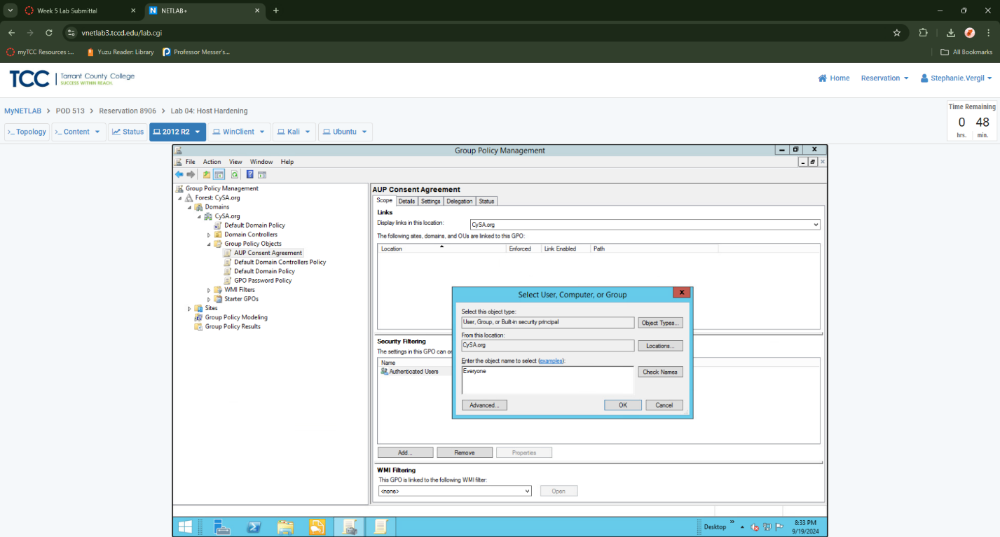 Week 5 Lab Submittal
NETLAB+
vnetlab3.tccd.edu/lab.cgi
myTCC Resources :...
Yuzu Reader: Library
Professor Messer's...
All Bookmarks
TCC
Tarrant County College
SUCCESS WITHIN REACH.
Home
Reservation
Stephanie.Vergil
MyNETLAB > POD 513 > Reservation 8906 > Lab 04: Host Hardening
Time Remaining
0 48
hrs. min.
>_ Topology
>_ Content
Status
2012 R2
WinClient
Kali
Ubuntu
Group Policy Management
File Action View Window Help
Group Policy Management
Forest: CySA.org
Domains
CySA.org
Default Domain Policy
Domain Controllers
Group Policy Objects
AUP Consent Agreement
Default Domain Controllers Policy
Default Domain Policy
GPO Password Policy
WMI Filters
Starter GPOs
Sites
Group Policy Modeling
Group Policy Results
AUP Consent Agreement
Scope Details Settings Delegation Status
Links
Display links in this location: CySA.org
The following sites, domains, and OUs are linked to this GPO:
Location Enforced Link Enabled Path
Security Filtering
The settings in this GPO can on
Name
Authenticated Users
Select User, Computer, or Group
Select this object type:
User, Group, or Built-in security principal
Object Types...
From this location:
CySA.org
Locations...
Enter the object name to select (examples):
Everyone
Check Names
Advanced...
OK
Cancel
Add... Remove Properties
WMI Filtering
This GPO is linked to the following WMI filter:
<none>
Open
Desktop
8:33 PM
9/19/2024